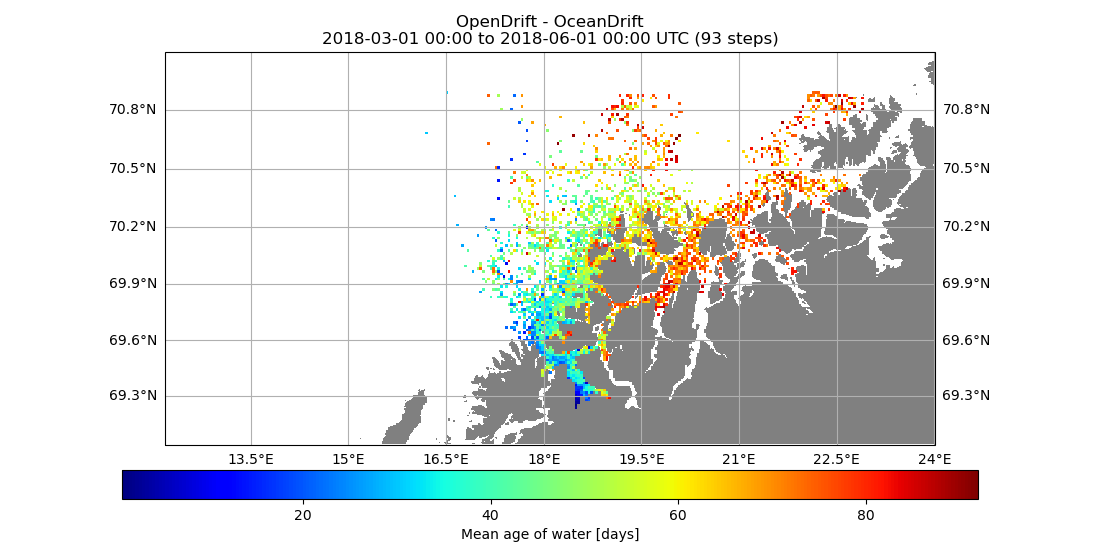 OpenDrift - OceanDrift
2018-03-01 00:00 to 2018-06-01 00:00 UTC (93 steps)
70.8°N 70.8°N
70.5°N 70.5°N
70.2°N 70.2°N
69.9°N 69.9°N
69.6°N 69.6°N
69.3°N 69.3°N
13.5°E 15°E 16.5°E 18°E 19.5°E 21°E 22.5°E 24°E
20 40 60 80
Mean age of water [days]